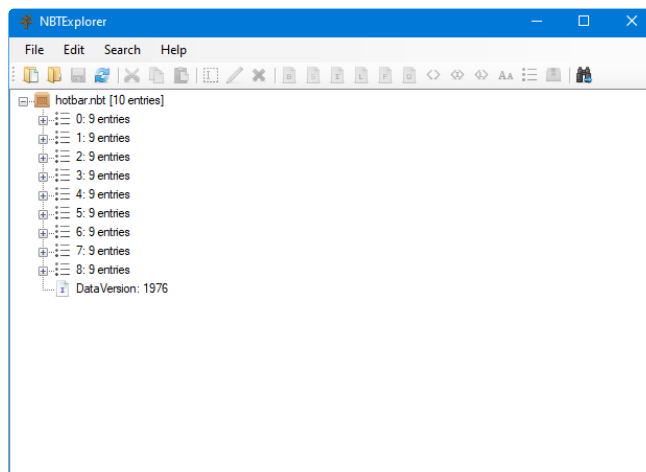 NBTExplorer
File Edit Search Help
hotbar.nbt [10 entries]
0: 9 entries
1: 9 entries
2: 9 entries
3: 9 entries
4: 9 entries
5: 9 entries
6: 9 entries
7: 9 entries
8: 9 entries
DataVersion: 1976